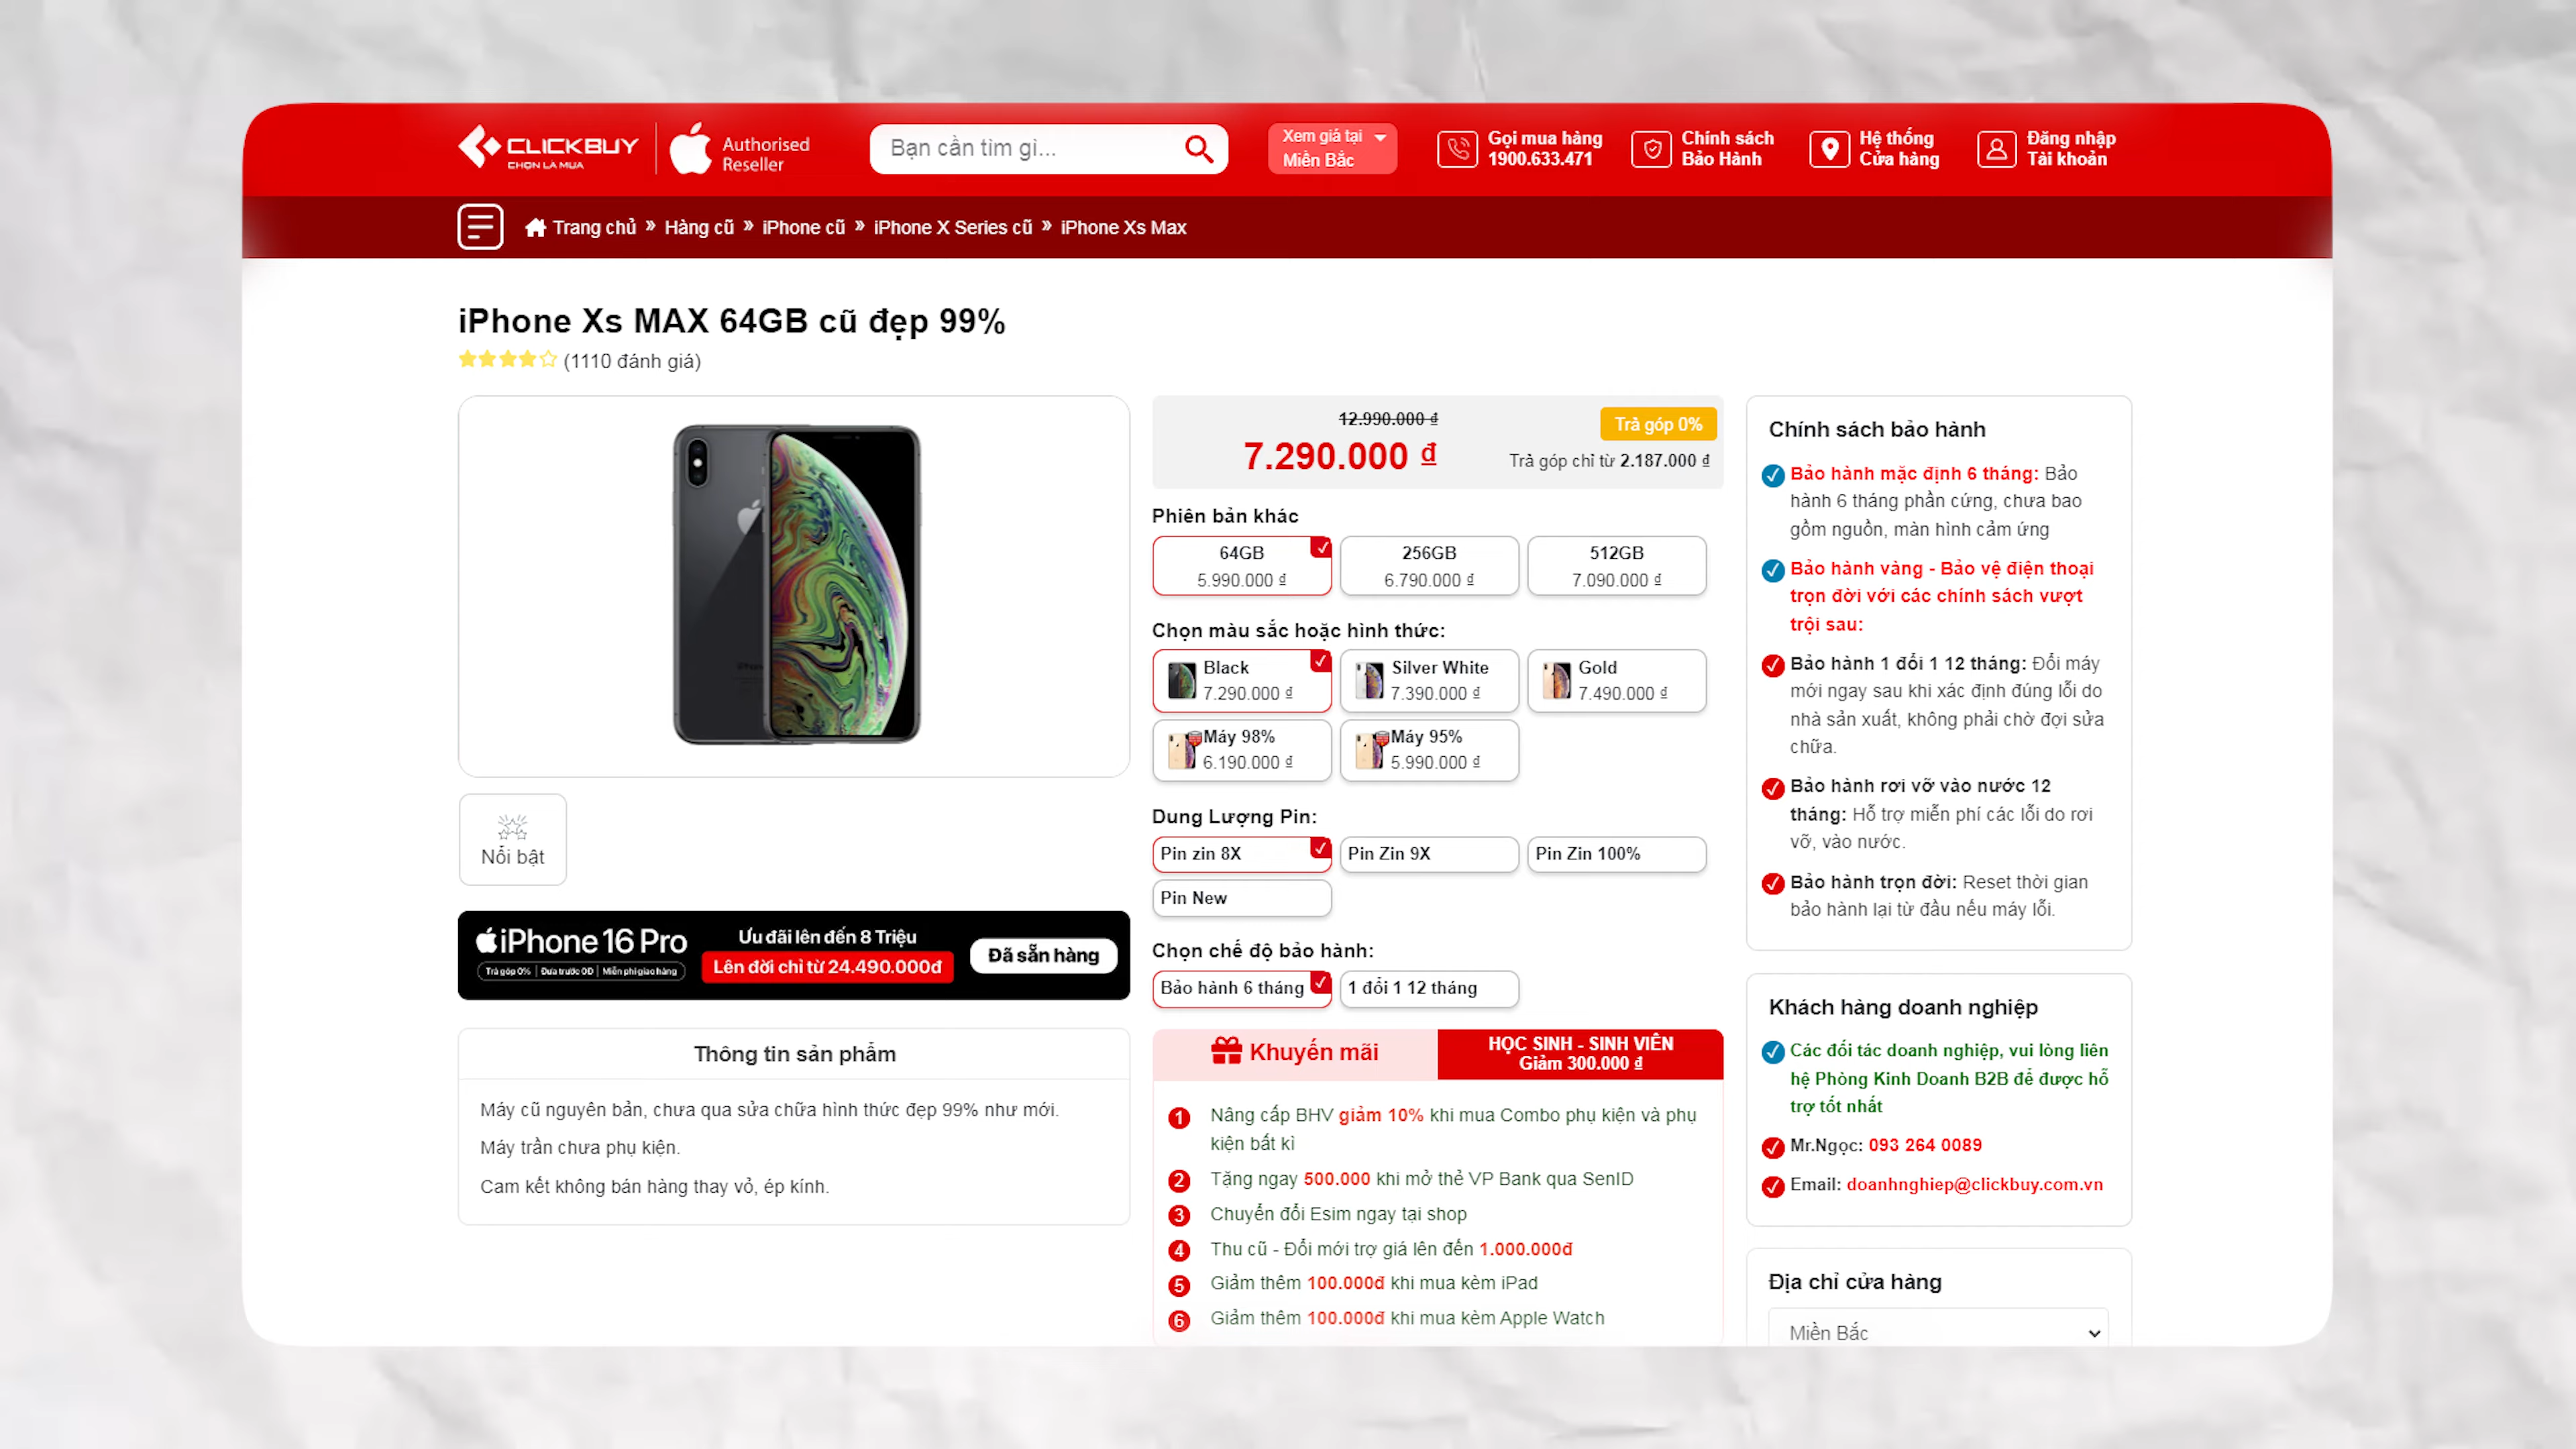 CLICKBUY
CHỌN LÀ MUA
Authorised
Reseller
Bạn cần tìm gi...
Xem giá tại
Miền Bắc
Gọi mua hàng
1900.633.471
Chính sách
Bảo Hành
Hệ thống
Cửa hàng
Đăng nhập
Tài khoản
Trang chủ » Hàng cũ » iPhone cũ » iPhone X Series cũ » iPhone Xs Max
iPhone Xs MAX 64GB cũ đẹp 99%
(1110 đánh giá)
Nổi bật
iPhone 16 Pro
Trả góp 0% | Đưa trước 0Đ | Miễn phí giao hàng
Ưu đãi lên đến 8 Triệu
Lên đời chỉ từ 24.490.000đ
Đã sẵn hàng
Thông tin sản phẩm
Máy cũ nguyên bản, chưa qua sửa chữa hình thức đẹp 99% như mới.
Máy trần chưa phụ kiện.
Cam kết không bán hàng thay vỏ, ép kính.
12.990.000 ₫
7.290.000 ₫
Trả góp 0%
Trả góp chỉ từ 2.187.000 ₫
Phiên bản khác
64GB
5.990.000 ₫
256GB
6.790.000 ₫
512GB
7.090.000 ₫
Chọn màu sắc hoặc hình thức:
Black
7.290.000 ₫
Silver White
7.390.000 ₫
Gold
7.490.000 ₫
Máy 98%
6.190.000 ₫
Máy 95%
5.990.000 ₫
Dung Lượng Pin:
Pin zin 8X
Pin Zin 9X
Pin Zin 100%
Pin New
Chọn chế độ bảo hành:
Bảo hành 6 tháng
1 đổi 1 12 tháng
Khuyến mãi
HỌC SINH - SINH VIÊN
Giảm 300.000 ₫
1 Nâng cấp BHV giảm 10% khi mua Combo phụ kiện và phụ
kiện bất kì
2 Tặng ngay 500.000 khi mở thẻ VP Bank qua SenID
3 Chuyển đổi Esim ngay tại shop
4 Thu cũ - Đổi mới trợ giá lên đến 1.000.000đ
5 Giảm thêm 100.000đ khi mua kèm iPad
6 Giảm thêm 100.000đ khi mua kèm Apple Watch
Chính sách bảo hành
Bảo hành mặc định 6 tháng: Bảo
hành 6 tháng phần cứng, chưa bao
gồm nguồn, màn hình cảm ứng
Bảo hành vàng - Bảo vệ điện thoại
trọn đời với các chính sách vượt
trội sau:
Bảo hành 1 đổi 1 12 tháng: Đổi máy
mới ngay sau khi xác định đúng lỗi do
nhà sản xuất, không phải chờ đợi sửa
chữa.
Bảo hành rơi vỡ vào nước 12
tháng: Hỗ trợ miễn phí các lỗi do rơi
vỡ, vào nước.
Bảo hành trọn đời: Reset thời gian
bảo hành lại từ đầu nếu máy lỗi.
Khách hàng doanh nghiệp
Các đối tác doanh nghiệp, vui lòng liên
hệ Phòng Kinh Doanh B2B để được hỗ
trợ tốt nhất
Mr.Ngọc: 093 264 0089
Email: doanhnghiep@clickbuy.com.vn
Địa chỉ cửa hàng
Miền Bắc